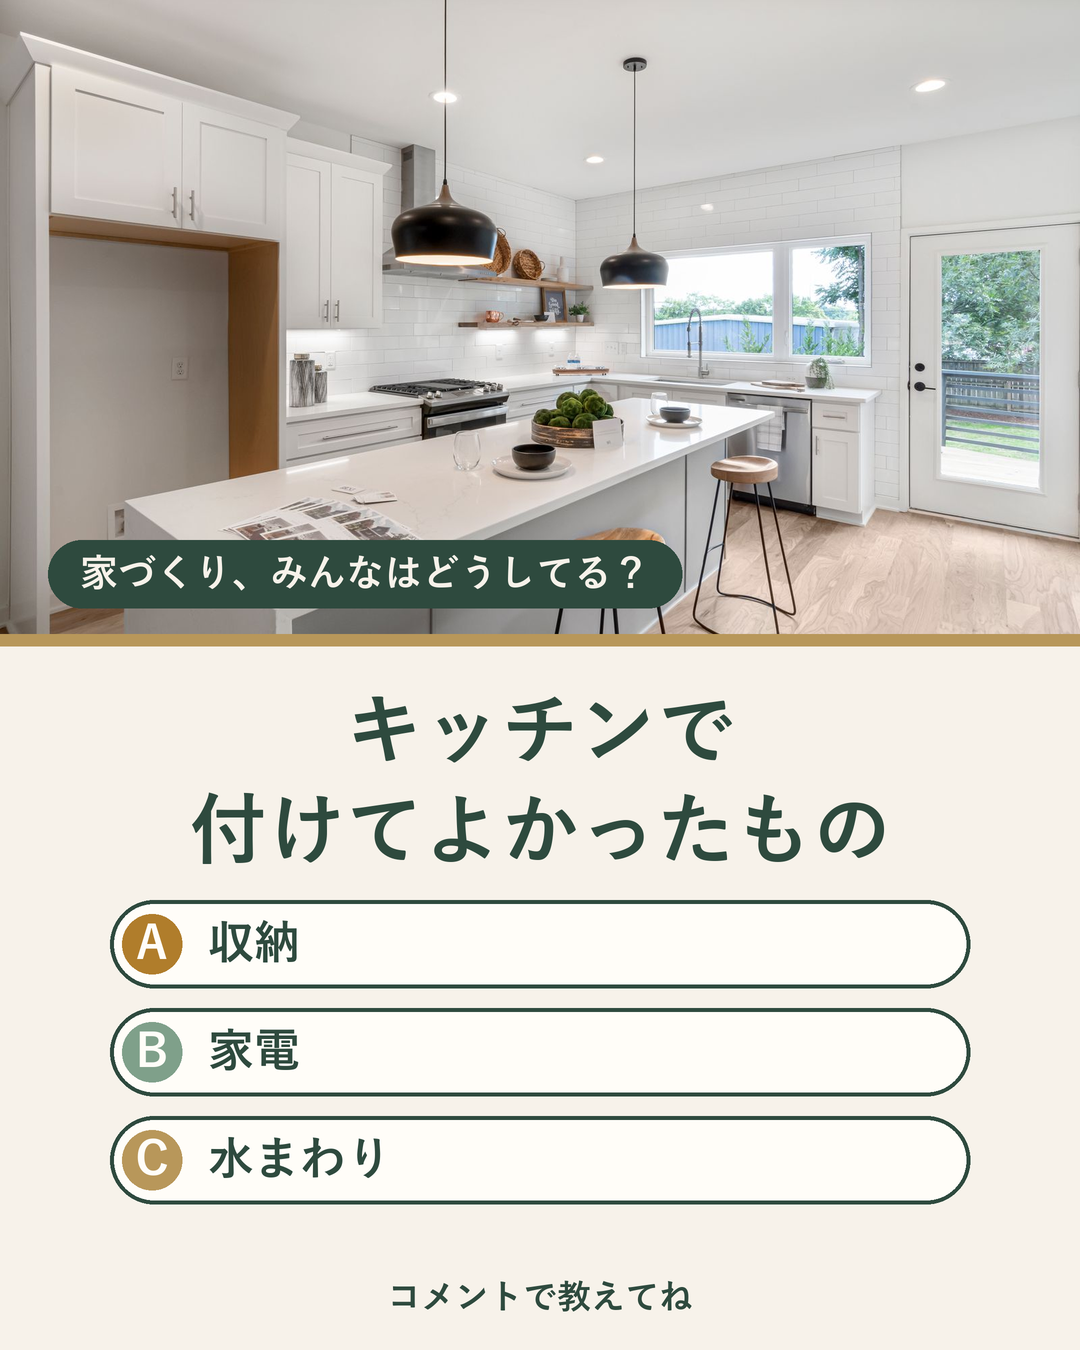 家づくり、みんなはどうしてる？
キッチンで
付けてよかったもの
A 収納
B 家電
C 水まわり
コメントで教えてね